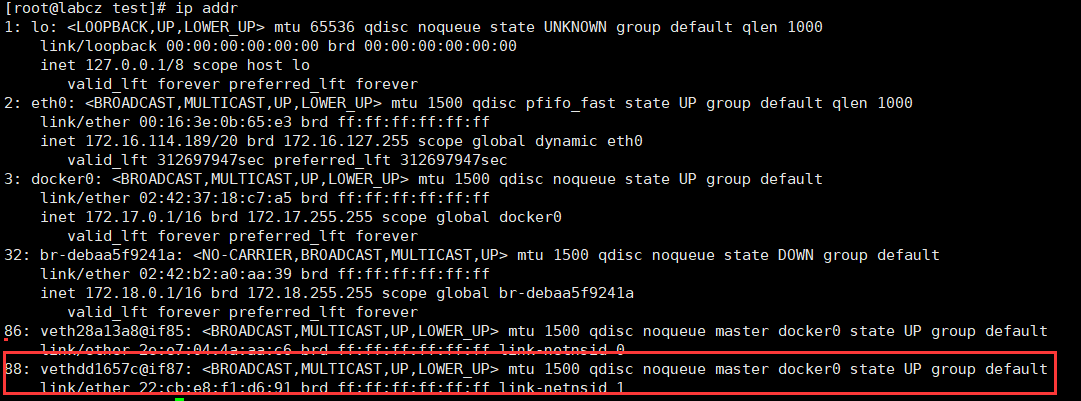 [root@labcz test]# ip addr
1: lo: <LOOPBACK,UP,LOWER_UP> mtu 65536 qdisc noqueue state UNKNOWN group default qlen 1000
    link/loopback 00:00:00:00:00:00 brd 00:00:00:00:00:00
    inet 127.0.0.1/8 scope host lo
       valid_lft forever preferred_lft forever
2: eth0: <BROADCAST,MULTICAST,UP,LOWER_UP> mtu 1500 qdisc pfifo_fast state UP group default qlen 1000
    link/ether 00:16:3e:0b:65:e3 brd ff:ff:ff:ff:ff:ff
    inet 172.16.114.189/20 brd 172.16.127.255 scope global dynamic eth0
       valid_lft 312697947sec preferred_lft 312697947sec
3: docker0: <BROADCAST,MULTICAST,UP,LOWER_UP> mtu 1500 qdisc noqueue state UP group default
    link/ether 02:42:37:18:c7:a5 brd ff:ff:ff:ff:ff:ff
    inet 172.17.0.1/16 brd 172.17.255.255 scope global docker0
       valid_lft forever preferred_lft forever
32: br-debaa5f9241a: <NO-CARRIER,BROADCAST,MULTICAST,UP> mtu 1500 qdisc noqueue state DOWN group default
    link/ether 02:42:b2:a0:aa:39 brd ff:ff:ff:ff:ff:ff
    inet 172.18.0.1/16 brd 172.18.255.255 scope global br-debaa5f9241a
       valid_lft forever preferred_lft forever
86: veth28a13a8@if85: <BROADCAST,MULTICAST,UP,LOWER_UP> mtu 1500 qdisc noqueue master docker0 state UP group default
    link/ether 2e:e7:04:4a:aa:c6 brd ff:ff:ff:ff:ff:ff link-netnsid 0
88: vethdd1657c@if87: <BROADCAST,MULTICAST,UP,LOWER_UP> mtu 1500 qdisc noqueue master docker0 state UP group default
    link/ether 22:cb:e8:f1:d6:91 brd ff:ff:ff:ff:ff:ff link-netnsid 1